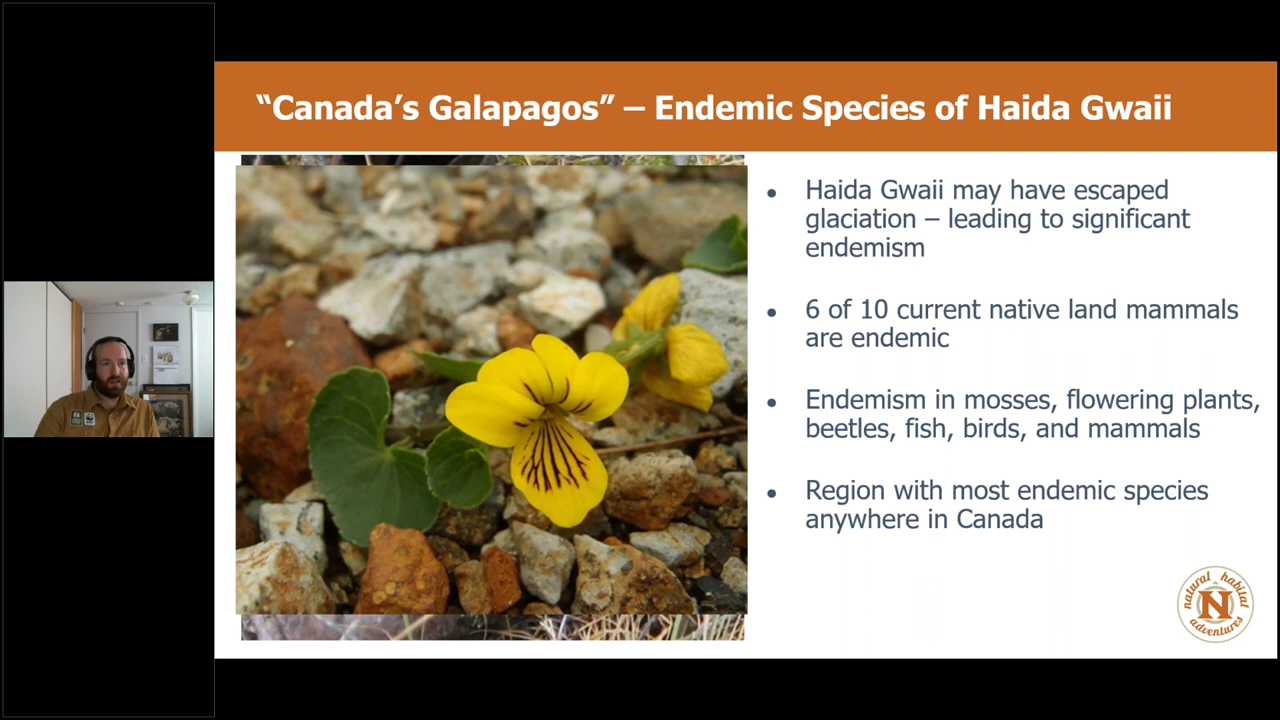 “Canada’s Galapagos” – Endemic Species of Haida Gwaii
• Haida Gwaii may have escaped
glaciation – leading to significant
endemism
• 6 of 10 current native land mammals
are endemic
• Endemism in mosses, flowering plants,
beetles, fish, birds, and mammals
• Region with most endemic species
anywhere in Canada
natural habitat
N
adventures